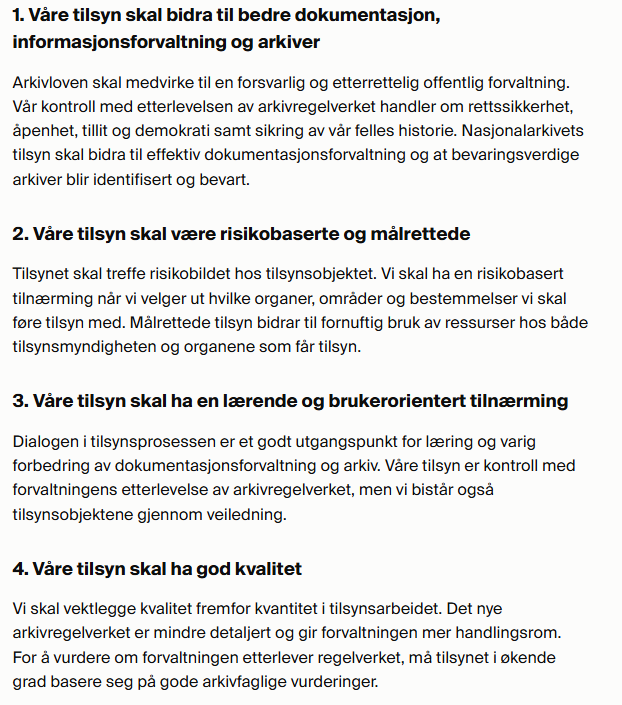 1. Våre tilsyn skal bidra til bedre dokumentasjon,
informasjonsforvaltning og arkiver
Arkivloven skal medvirke til en forsvarlig og etterrettelig offentlig forvaltning.
Vår kontroll med etterlevelsen av arkivregelverket handler om rettssikkerhet,
åpenhet, tillit og demokrati samt sikring av vår felles historie. Nasjonalarkivets
tilsyn skal bidra til effektiv dokumentasjonsforvaltning og at bevaringsverdige
arkiver blir identifisert og bevart.
2. Våre tilsyn skal være risikobaserte og målrettede
Tilsynet skal treffe risikobildet hos tilsynsobjektet. Vi skal ha en risikobasert
tilnærming når vi velger ut hvilke organer, områder og bestemmelser vi skal
føre tilsyn med. Målrettede tilsyn bidrar til fornuftig bruk av ressurser hos både
tilsynsmyndigheten og organene som får tilsyn.
3. Våre tilsyn skal ha en lærende og brukerorientert tilnærming
Dialogen i tilsynsprosessen er et godt utgangspunkt for læring og varig
forbedring av dokumentasjonsforvaltning og arkiv. Våre tilsyn er kontroll med
forvaltningens etterlevelse av arkivregelverket, men vi bistår også
tilsynsobjektene gjennom veiledning.
4. Våre tilsyn skal ha god kvalitet
Vi skal vektlegge kvalitet fremfor kvantitet i tilsynsarbeidet. Det nye
arkivregelverket er mindre detaljert og gir forvaltningen mer handlingsrom.
For å vurdere om forvaltningen etterlever regelverket, må tilsynet i økende
grad basere seg på gode arkivfaglige vurderinger.